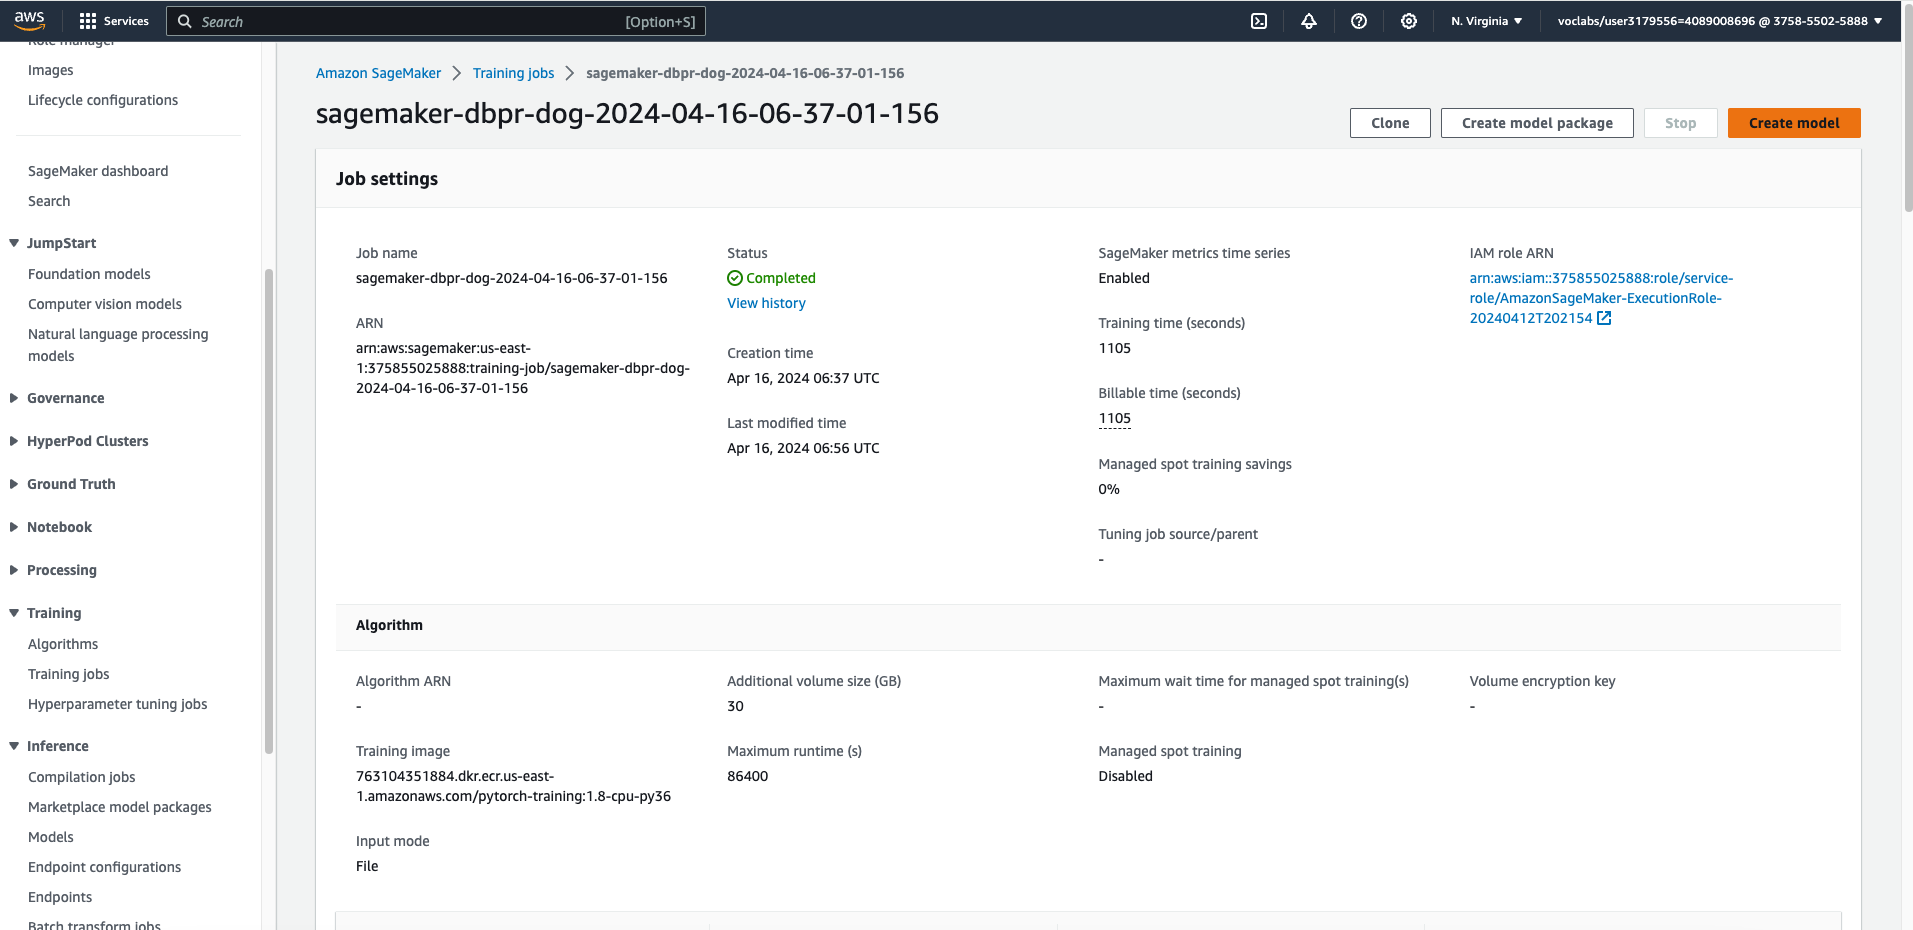 aws
Services
Search
[Option+S]
N. Virginia
voclabs/user3179556=4089008696 @ 3758-5502-5888
Role manager
Images
Lifecycle configurations
SageMaker dashboard
Search
JumpStart
Foundation models
Computer vision models
Natural language processing
models
Governance
HyperPod Clusters
Ground Truth
Notebook
Processing
Training
Algorithms
Training jobs
Hyperparameter tuning jobs
Inference
Compilation jobs
Marketplace model packages
Models
Endpoint configurations
Endpoints
Batch transform jobs
Amazon SageMaker
Training jobs
sagemaker-dbpr-dog-2024-04-16-06-37-01-156
sagemaker-dbpr-dog-2024-04-16-06-37-01-156
Clone
Create model package
Stop
Create model
Job settings
Job name
sagemaker-dbpr-dog-2024-04-16-06-37-01-156
ARN
arn:aws:sagemaker:us-east-
1:375855025888:training-job/sagemaker-dbpr-dog-
2024-04-16-06-37-01-156
Status
Completed
View history
Creation time
Apr 16, 2024 06:37 UTC
Last modified time
Apr 16, 2024 06:56 UTC
SageMaker metrics time series
Enabled
Training time (seconds)
1105
Billable time (seconds)
1105
Managed spot training savings
0%
Tuning job source/parent
-
IAM role ARN
arn:aws:iam::375855025888:role/service-
role/AmazonSageMaker-ExecutionRole-
20240412T202154
Algorithm
Algorithm ARN
-
Training image
763104351884.dkr.ecr.us-east-
1.amazonaws.com/pytorch-training:1.8-cpu-py36
Input mode
File
Additional volume size (GB)
30
Maximum runtime (s)
86400
Maximum wait time for managed spot training(s)
-
Managed spot training
Disabled
Volume encryption key
-